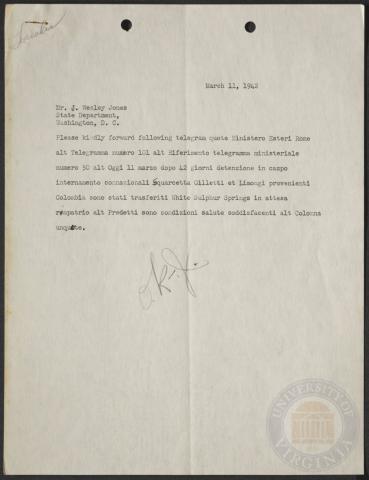 March 11, 1942
Mr. J. Wesley Jones
State Department,
Washington, D. C.
Please kindly forward following telegram quote Ministero Esteri Rome
alt Telegramma numero 101 alt Riferimento telegramma ministeriale
numero 50 alt Oggi 11 marzo dopo 42 giorni detenzione in campo
internamento connazionali Squarcetta Gilletti et Limongi provenienti
Colombia sono stati trasferiti White Sulphur Springs in attesa
rimpatrio alt Predetti sono condizioni salute soddisfacenti alt Colonna
unquote.
UNIVERSITY OF VIRGINIA